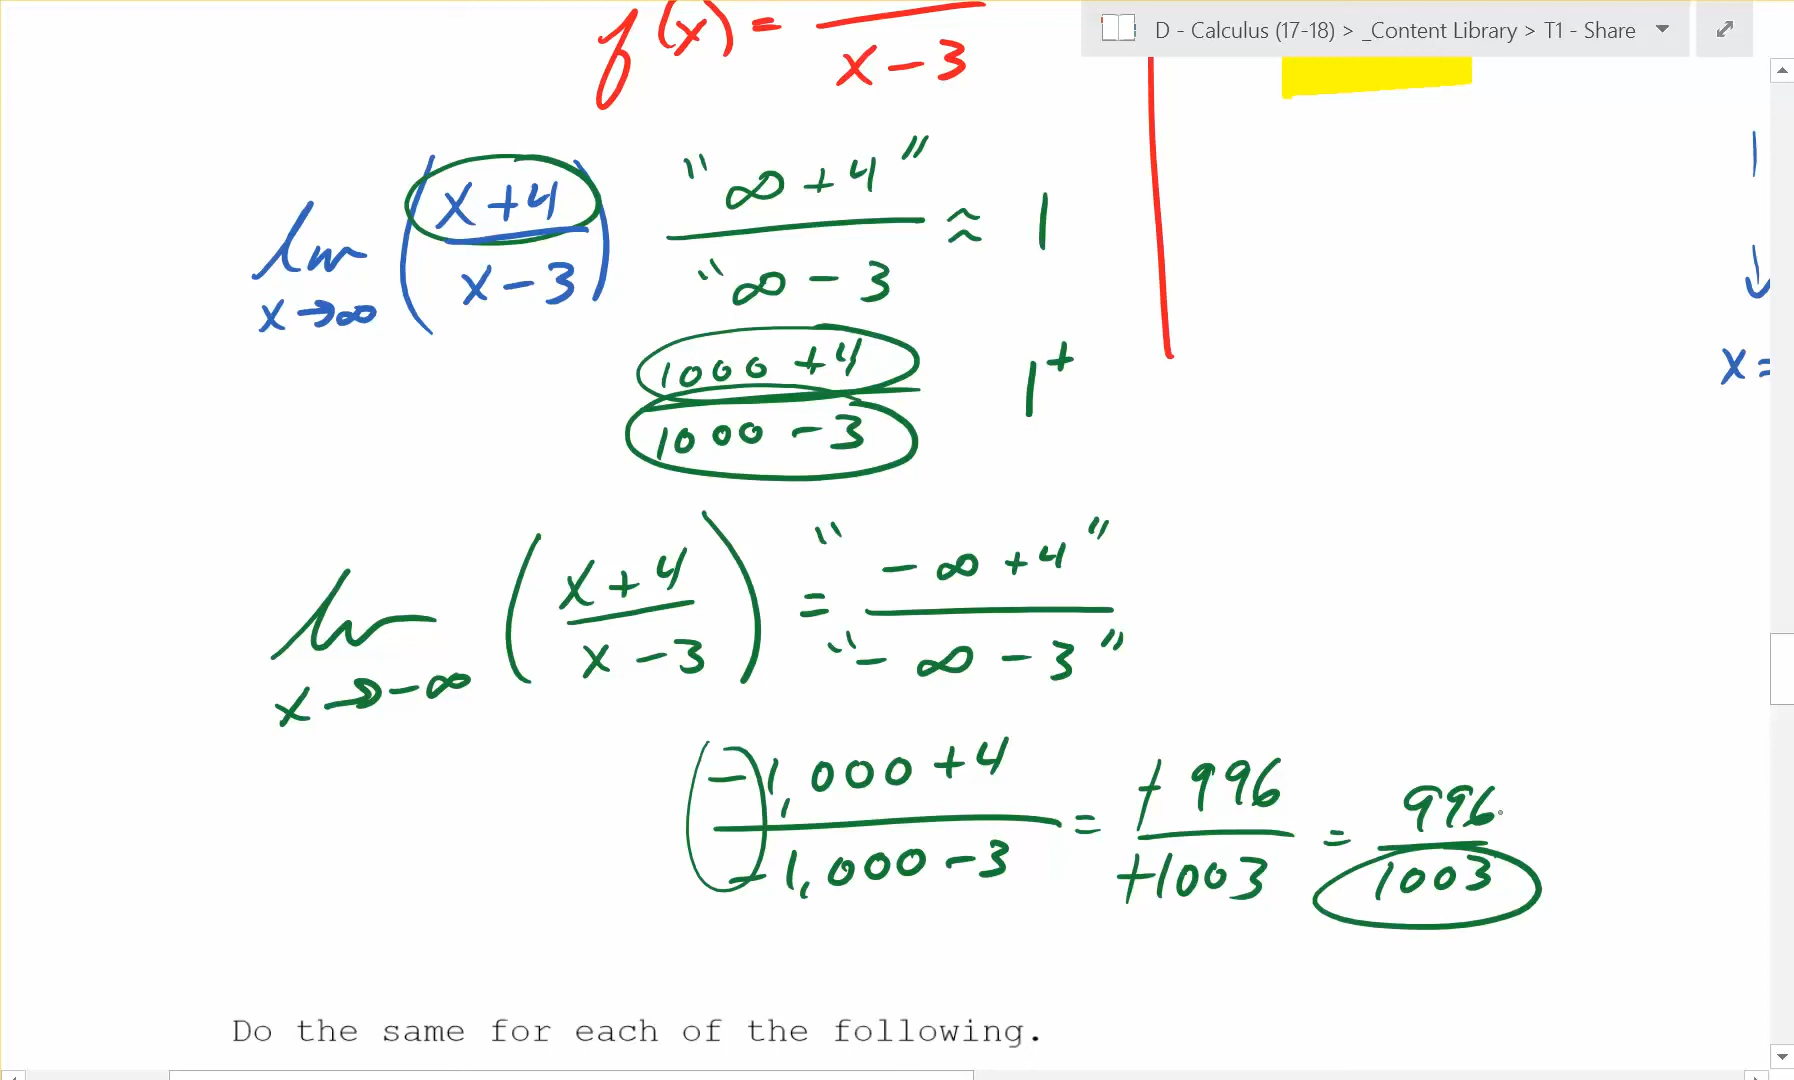 D - Calculus (17-18) > _Content Library > T1 - Share
f(x) = ——— / x - 3
lim x→∞ (x+4 / x-3) "∞+4" / "∞-3 ≈ 1
1000+4 / 1000-3 1⁺
x=
lim x→-∞ (x+4 / x-3) = "-∞+4" / "-∞-3"
-1,000+4 / -1,000-3 = +996 / +1003 = 996 / 1003
Do the same for each of the following.